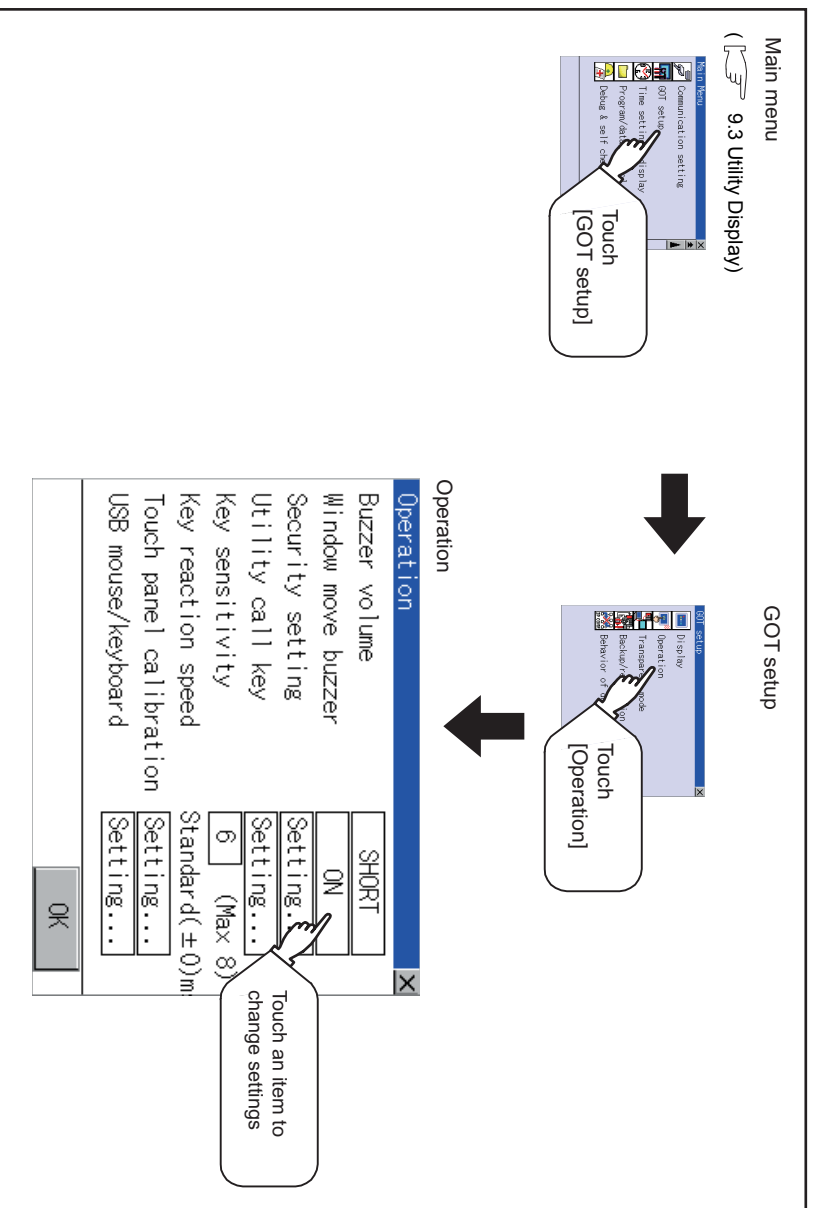 Main menu
( 9.3 Utility Display)
Main Menu
Communication setting
GOT setup
Time setting display
Program/data
Debug & self
Touch
[GOT setup]
GOT setup
GOT setup
Display
Operation
mode
Behavior of
Touch
[Operation]
Operation
Operation
Buzzer volume SHORT
Window move buzzer ON
Security setting Setting...
Utility call key Setting...
Key sensitivity 6 (Max 8)
Key reaction speed Standard(±0)m
Touch panel calibration Setting...
USB mouse/keyboard Setting...
OK
Touch an item to
change settings